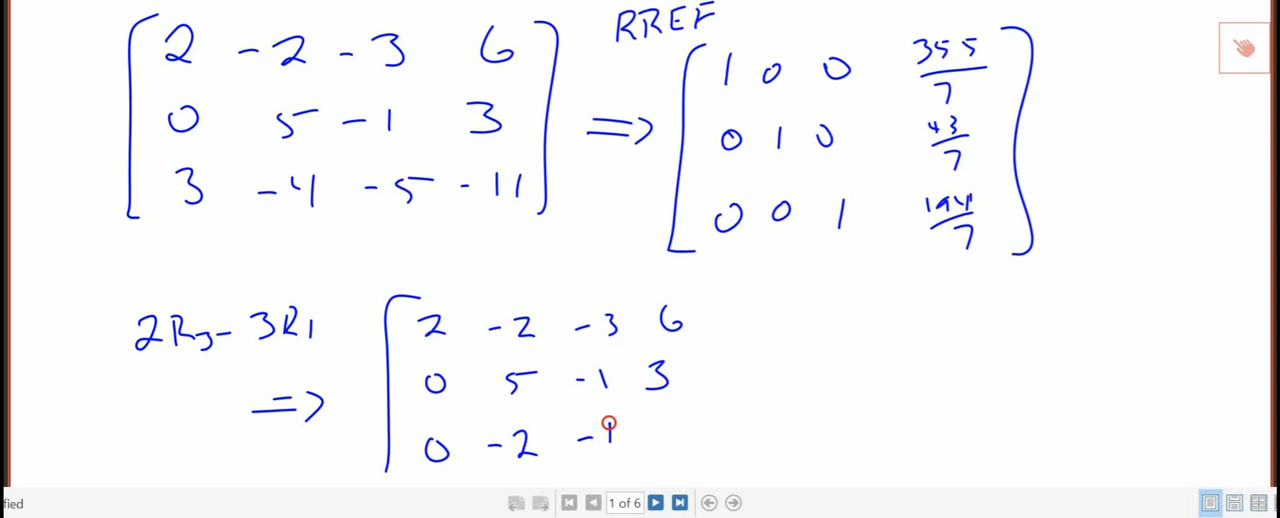 RREF
2 -2 -3 6
0 5 -1 3
3 -4 -5 -11
=>
1 0 0 355/7
0 1 0 43/7
0 0 1 194/7
2R3 - 3R1
=>
2 -2 -3 6
0 5 -1 3
0 -2 -1
fied
1 of 6